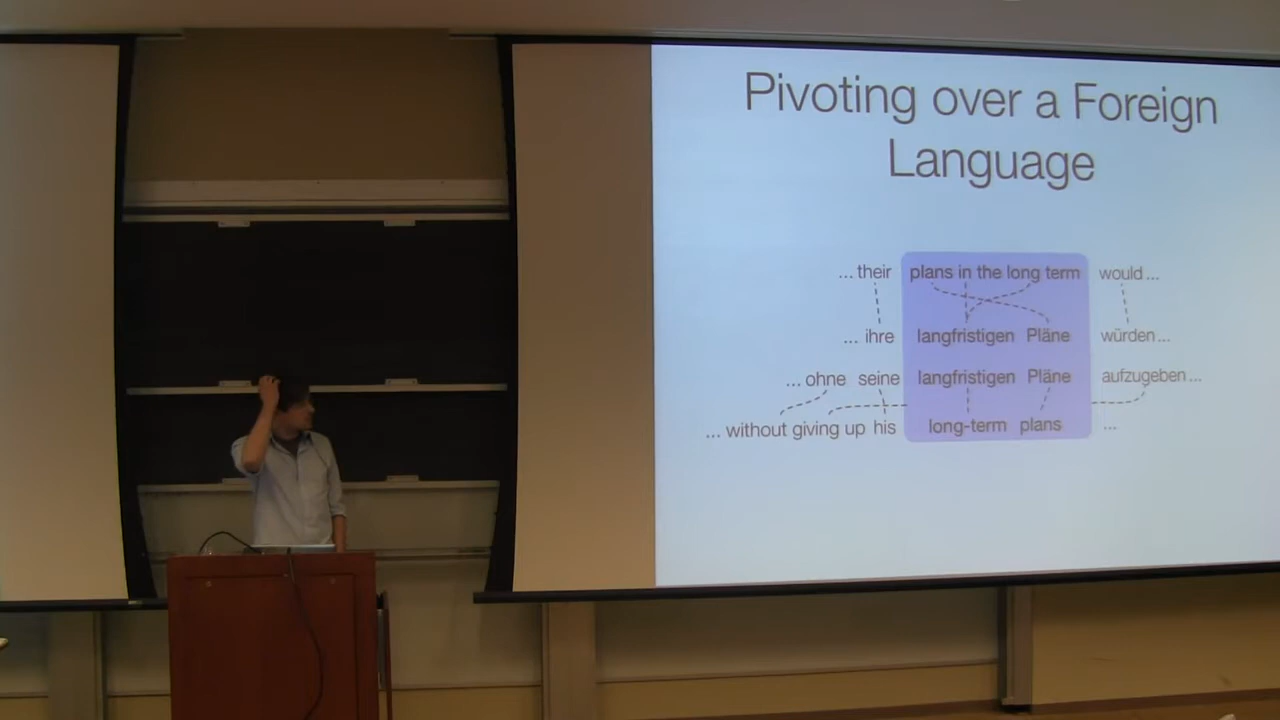 Pivoting over a Foreign
Language
... their plans in the long term would ...
... ihre langfristigen Pläne würden ...
... ohne seine langfristigen Pläne aufzugeben ...
... without giving up his long-term plans ...